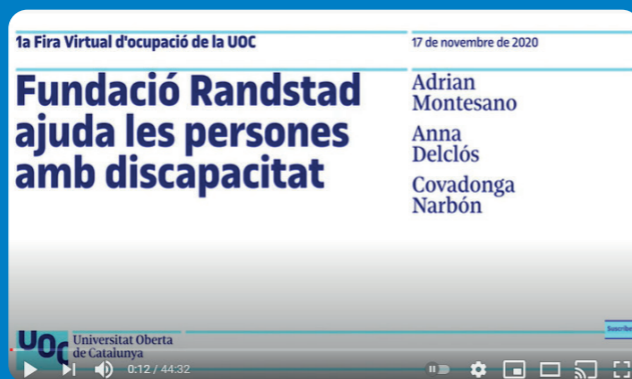 1a Fira Virtual d'ocupació de la UOC
17 de novembre de 2020
Fundació Randstad
ajuda les persones
amb discapacitat
Adrian
Montesano
Anna
Delclós
Covadonga
Narbón
UOC
Universitat Oberta
de Catalunya
0:12 / 44:32